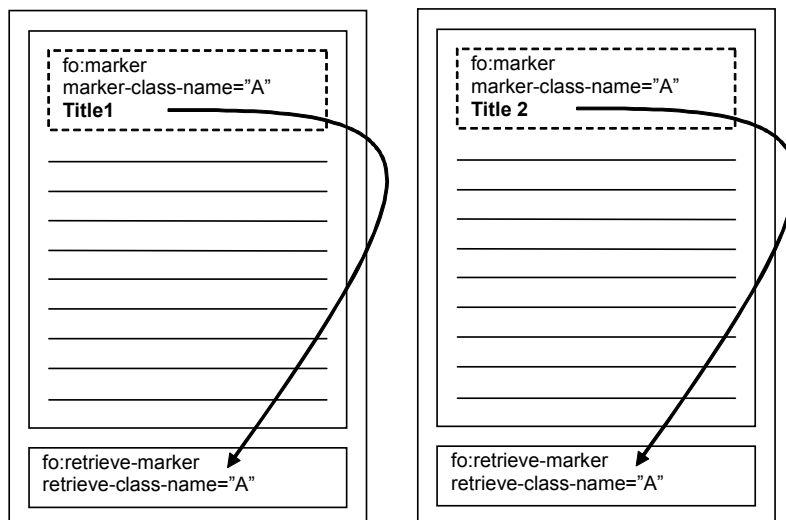 fo:marker
marker-class-name=”A”
Title1
fo:retrieve-marker
retrieve-class-name=”A”
fo:marker
marker-class-name=”A”
Title 2
fo:retrieve-marker
retrieve-class-name=”A”